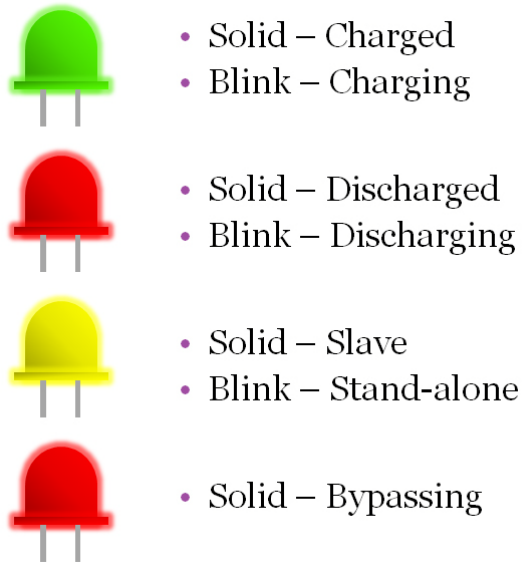 • Solid – Charged
• Blink – Charging
• Solid – Discharged
• Blink – Discharging
• Solid – Slave
• Blink – Stand-alone
• Solid – Bypassing